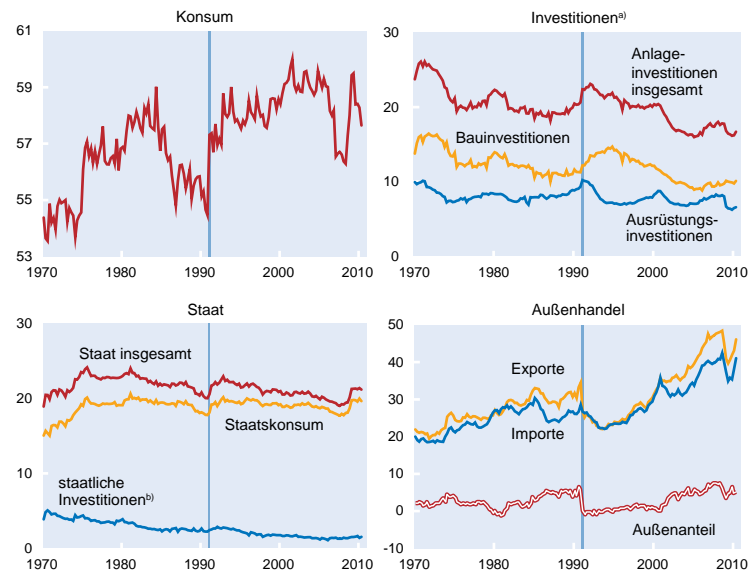 Konsum
61
59
57
55
53
1970
1980
1990
2000
2010
Investitionen a)
30
20
10
0
Anlage-
investitionen
insgesamt
Bauinvestitionen
Ausrüstungs-
investitionen
1970
1980
1990
2000
2010
Staat
30
20
10
0
Staat insgesamt
Staatskonsum
staatliche
Investitionen b)
1970
1980
1990
2000
2010
Außenhandel
50
40
30
20
10
0
-10
Exporte
Importe
Außenanteil
1970
1980
1990
2000
2010